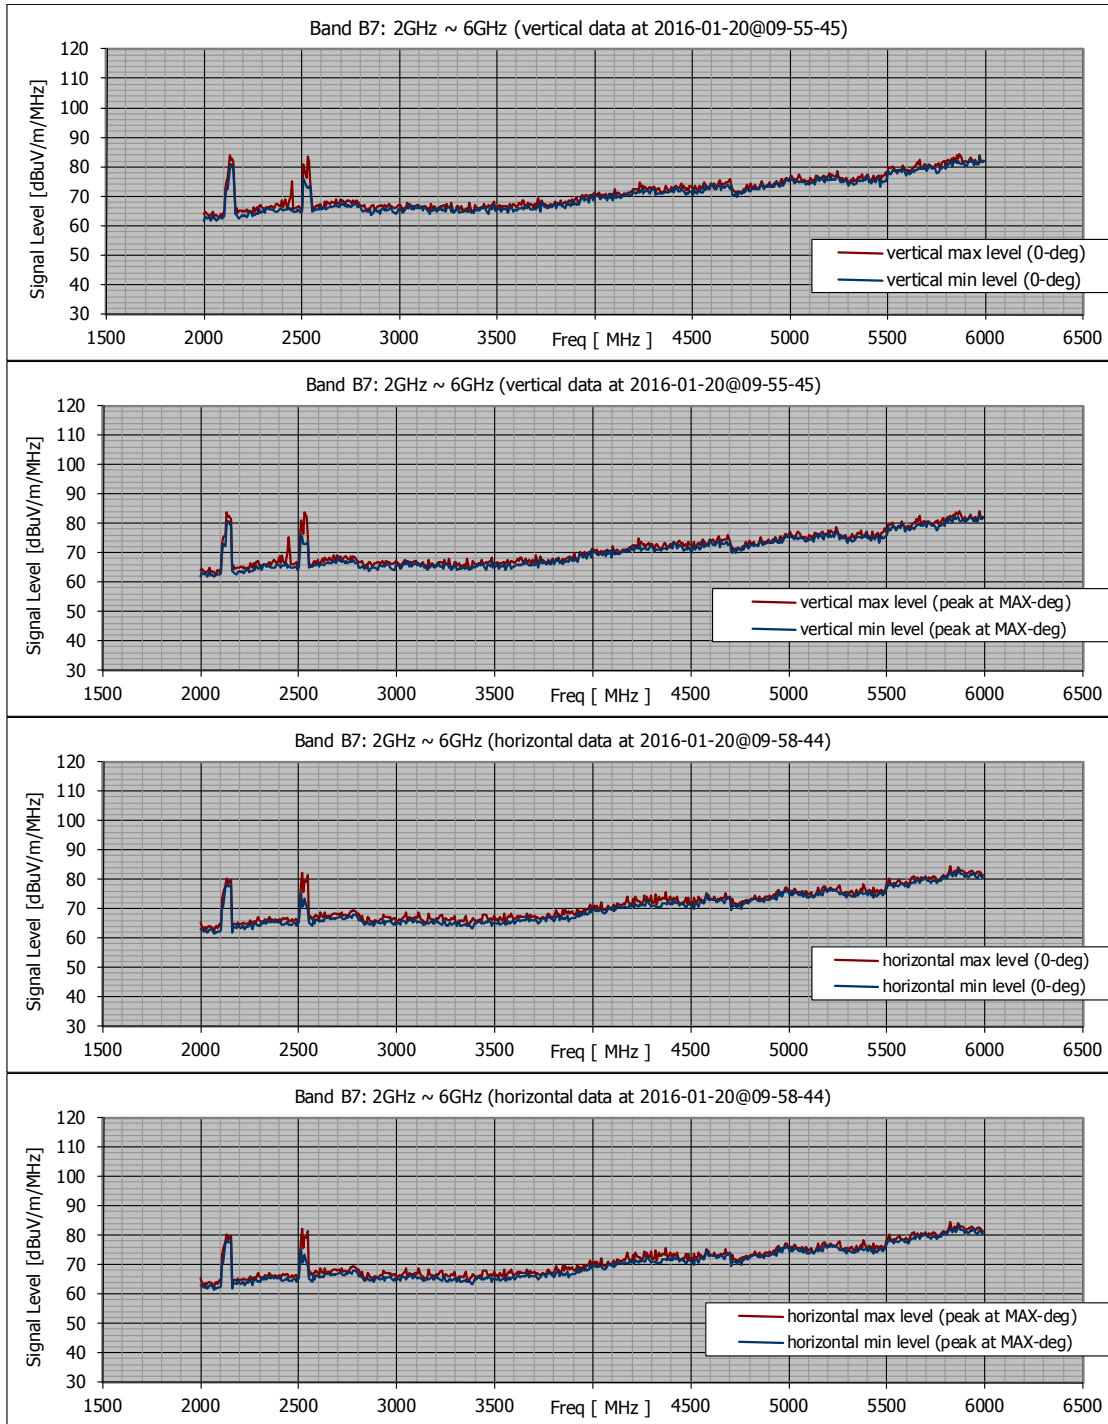 Band B7: 2GHz ~ 6GHz (vertical data at 2016-01-20@09-55-45)
Signal Level [dBuV/m/MHz]
120
110
100
90
80
70
60
50
40
30
vertical max level (0-deg)
vertical min level (0-deg)
1500 2000 2500 3000 3500 Freq [ MHz ] 4500 5000 5500 6000 6500
Band B7: 2GHz ~ 6GHz (vertical data at 2016-01-20@09-55-45)
Signal Level [dBuV/m/MHz]
120
110
100
90
80
70
60
50
40
30
vertical max level (peak at MAX-deg)
vertical min level (peak at MAX-deg)
1500 2000 2500 3000 3500 Freq [ MHz ] 4500 5000 5500 6000 6500
Band B7: 2GHz ~ 6GHz (horizontal data at 2016-01-20@09-58-44)
Signal Level [dBuV/m/MHz]
120
110
100
90
80
70
60
50
40
30
horizontal max level (0-deg)
horizontal min level (0-deg)
1500 2000 2500 3000 3500 Freq [ MHz ] 4500 5000 5500 6000 6500
Band B7: 2GHz ~ 6GHz (horizontal data at 2016-01-20@09-58-44)
Signal Level [dBuV/m/MHz]
120
110
100
90
80
70
60
50
40
30
horizontal max level (peak at MAX-deg)
horizontal min level (peak at MAX-deg)
1500 2000 2500 3000 3500 Freq [ MHz ] 4500 5000 5500 6000 6500